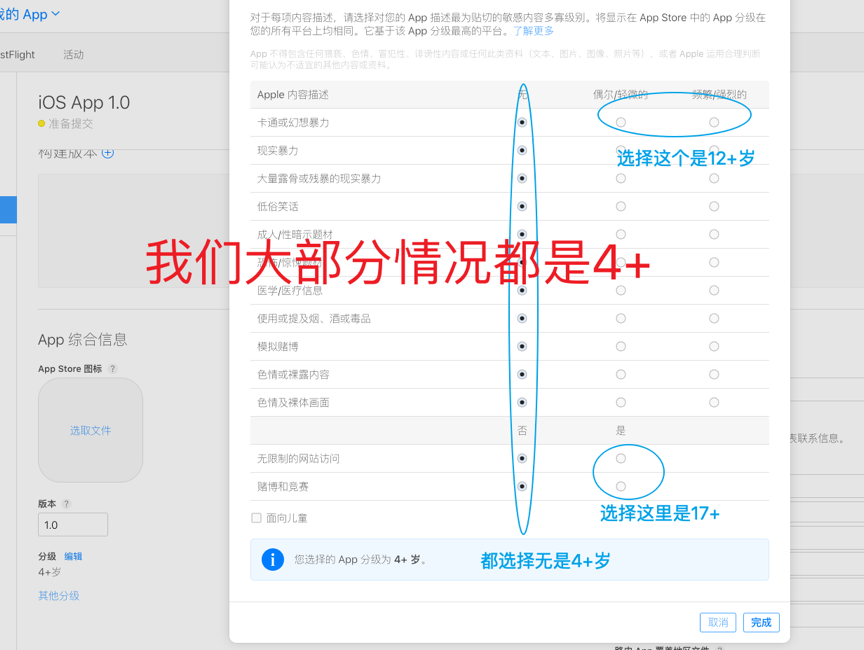 的 App
对于每项内容描述，请选择对您的 App 描述最为贴切的敏感内容多寡级别。将显示在 App Store 中的 App 分级在
您的所有平台上均相同。它基于该 App 分级最高的平台。了解更多
stFlight
活动
App 不得包含任何猥亵、色情、冒犯性、诽谤性内容或任何此类资料（文本、图片、图像、照片等），或者 Apple 运用合理判断
可能认为不适宜的其他内容或资料。
iOS App 1.0
准备提交
构建版本
Apple 内容描述
无
偶尔/轻微的
频繁/强烈的
卡通或幻想暴力
现实暴力
选择这个是12+岁
大量露骨或残暴的现实暴力
低俗笑话
成人/性暗示题材
我们大部分情况都是4+
医学/医疗信息
使用或提及烟、酒或毒品
模拟赌博
色情或裸露内容
色情及裸体画面
否
是
无限制的网站访问
赌博和竞赛
选择这里是17+
面向儿童
您选择的 App 分级为 4+ 岁。
都选择无是4+岁
取消
完成
App 综合信息
App Store 图标 ?
选取文件
版本 ?
1.0
分级 编辑
4+岁
其他分级
表联系信息。